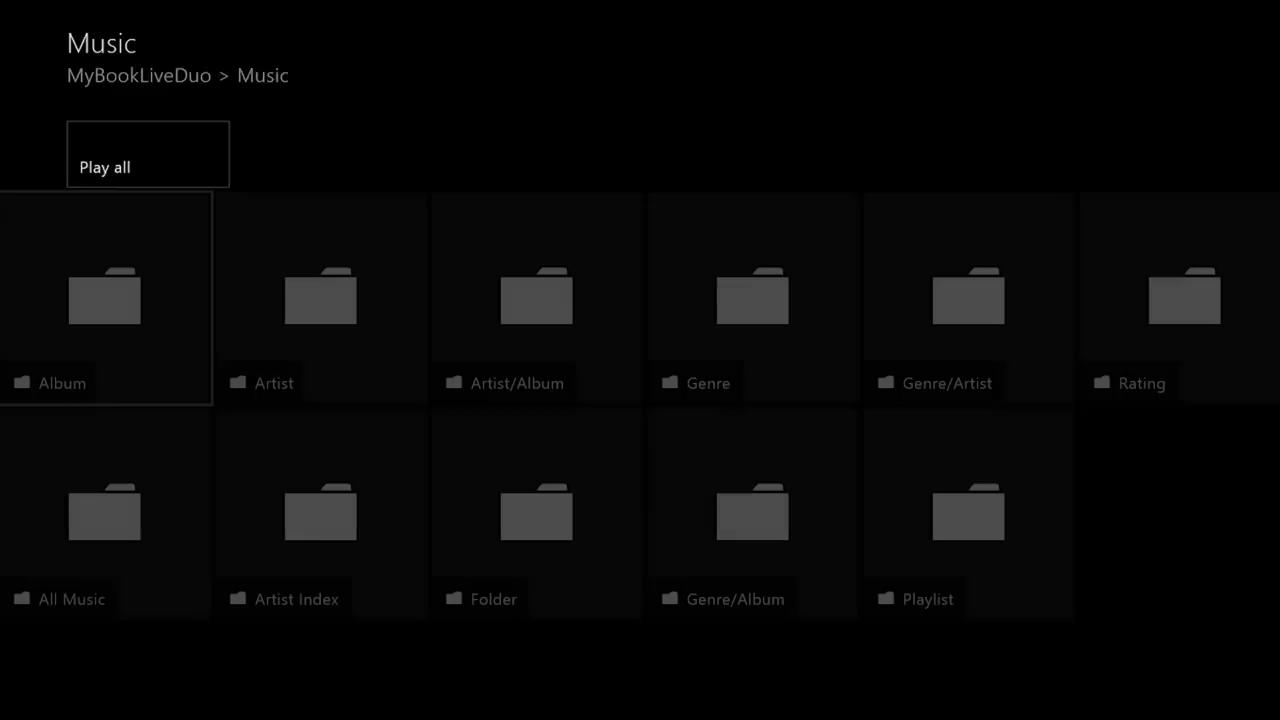 Music
MyBookLiveDuo > Music
Play all
Album
Artist
Artist/Album
Genre
Genre/Artist
Rating
All Music
Artist Index
Folder
Genre/Album
Playlist